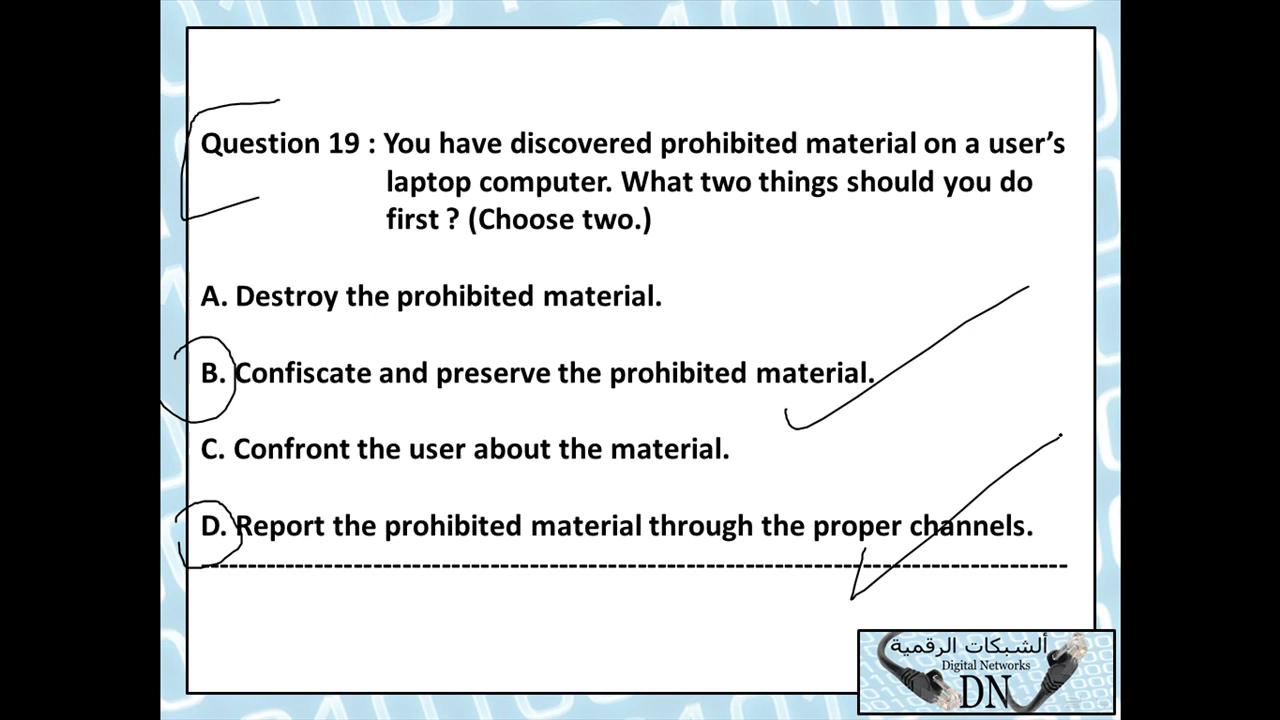 Question 19 : You have discovered prohibited material on a user’s
laptop computer. What two things should you do
first ? (Choose two.)
A. Destroy the prohibited material.
B. Confiscate and preserve the prohibited material.
C. Confront the user about the material.
D. Report the prohibited material through the proper channels.
ألشبكات الرقمية
Digital Networks
DN